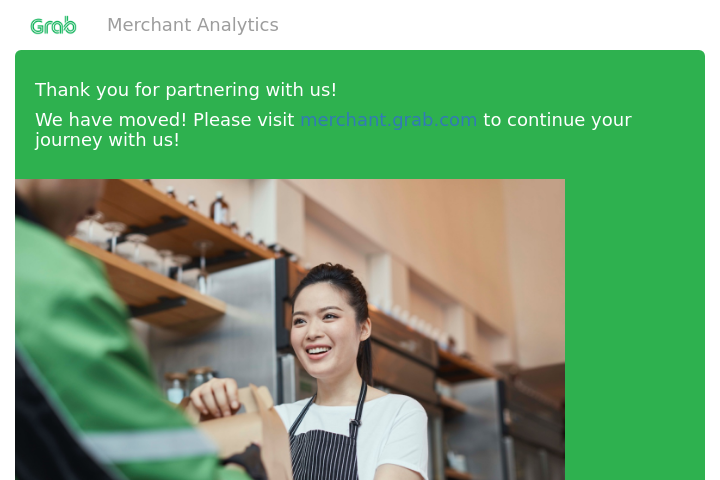 Grab Merchant Analytics
Thank you for partnering with us!
We have moved! Please visit merchant.grab.com to continue your
journey with us!